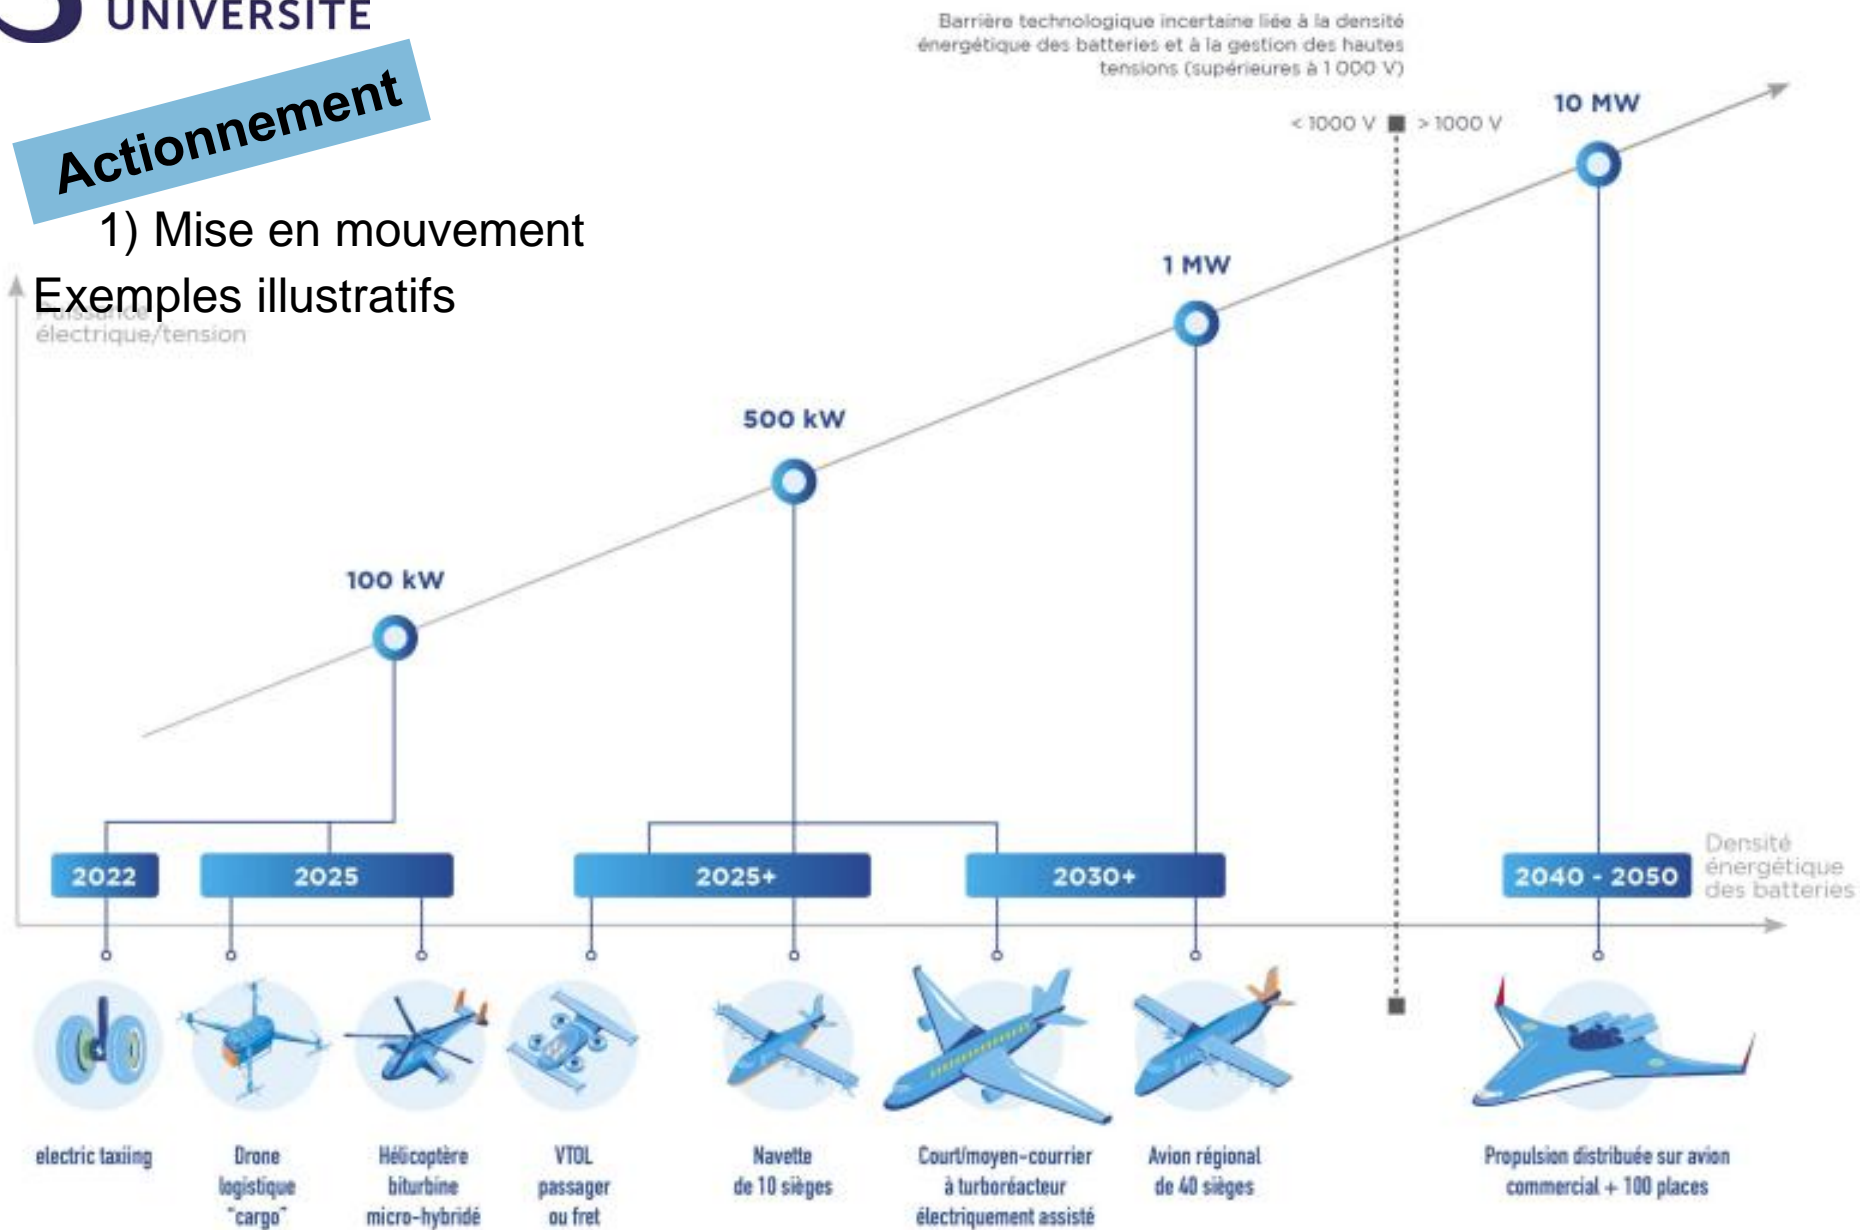 UNIVERSITÉ
Actionnement
1) Mise en mouvement
Exemples illustratifs
Puissance
électrique/tension
Barrière technologique incertaine liée à la densité
énergétique des batteries et à la gestion des hautes
tensions (supérieures à 1 000 V)
< 1000 V > 1000 V
10 MW
1 MW
500 kW
100 kW
2022
2025
2025+
2030+
2040 - 2050
Densité
énergétique
des batteries
electric taxiing
Drone
logistique
"cargo"
Hélicoptère
biturbine
micro-hybridé
VTOL
passager
ou fret
Navette
de 10 sièges
Court/moyen-courrier
à turboréacteur
électriquement assisté
Avion régional
de 40 sièges
Propulsion distribuée sur avion
commercial + 100 places